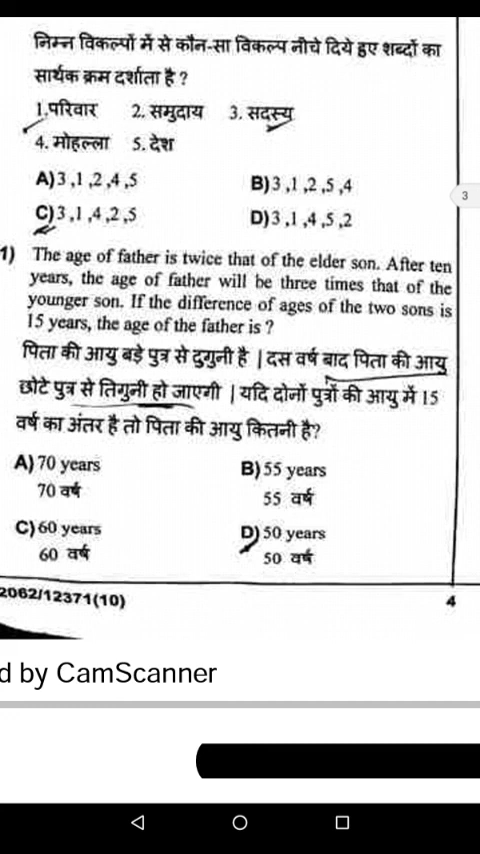 निम्न विकल्पों में से कौन-सा विकल्प नीचे दिये हुए शब्दों का
सार्थक क्रम दर्शाता है ?
1.परिवार 2. समुदाय 3. सदस्य
4. मोहल्ला 5. देश
A)3 ,1 ,2 ,4 ,5 B)3 ,1 ,2 ,5 ,4
3
C)3 ,1 ,4 ,2 ,5 D)3 ,1 ,4 ,5 ,2
1) The age of father is twice that of the elder son. After ten
years, the age of father will be three times that of the
younger son. If the difference of ages of the two sons is
15 years, the age of the father is ?
पिता की आयु बड़े पुत्र से दुगुनी है | दस वर्ष बाद पिता की आयु
छोटे पुत्र से तिगुनी हो जाएगी | यदि दोनों पुत्रों की आयु में 15
वर्ष का अंतर है तो पिता की आयु कितनी है?
A) 70 years B) 55 years
70 वर्ष 55 वर्ष
C) 60 years D) 50 years
60 वर्ष 50 वर्ष
2062/12371(10) 4
d by CamScanner